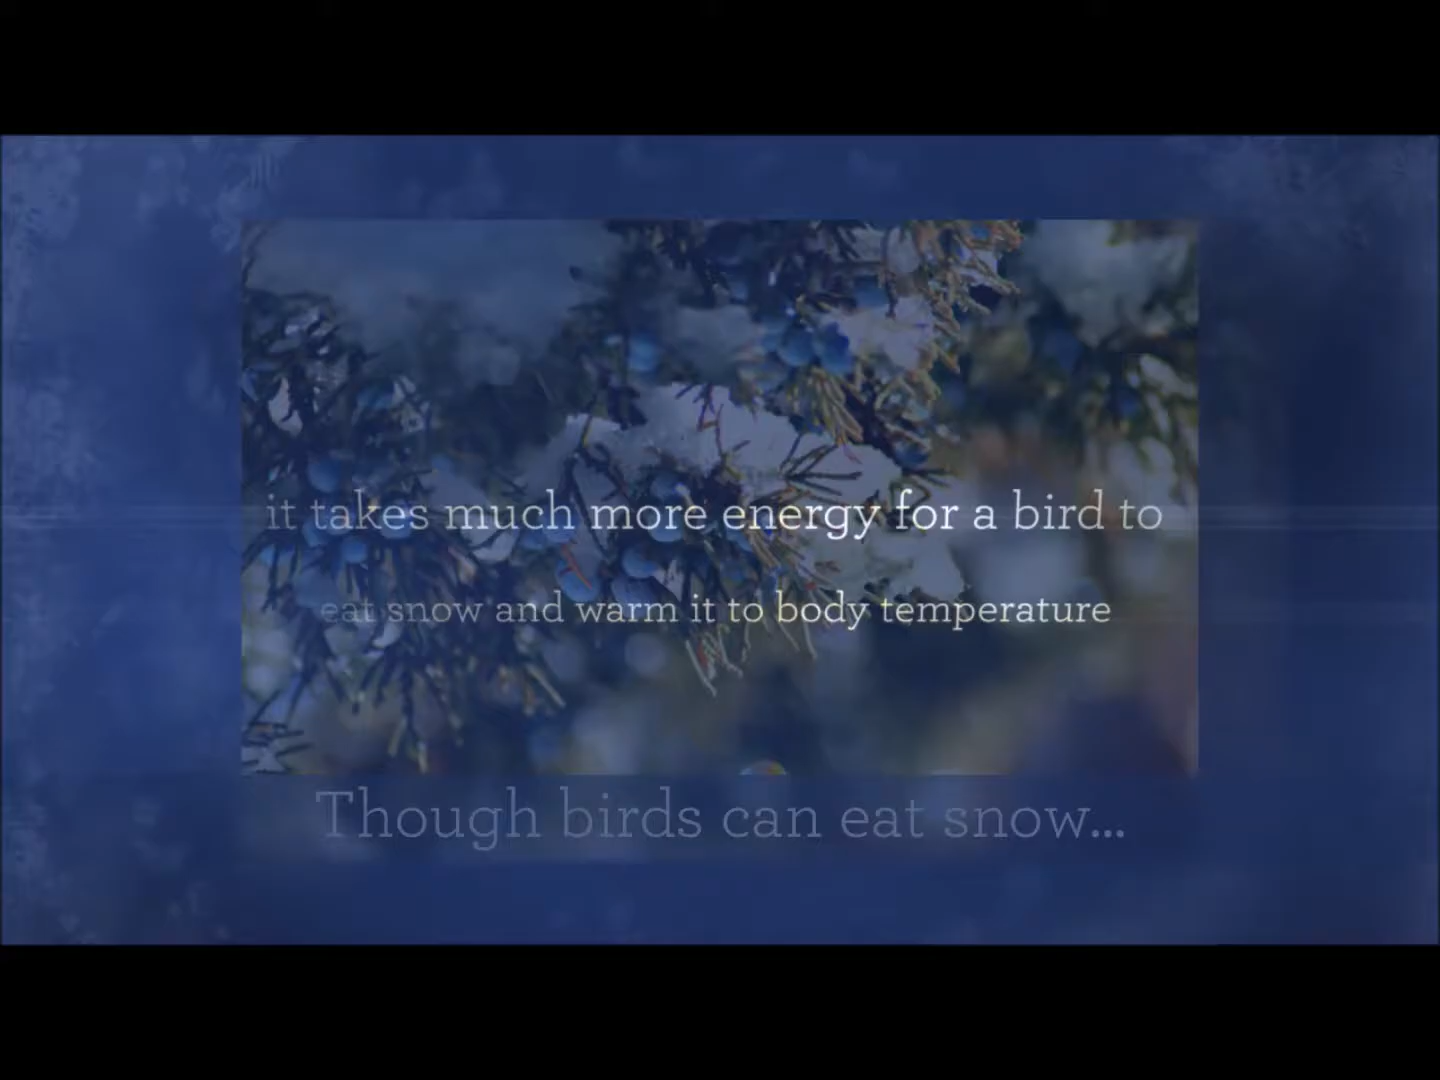 it takes much more energy for a bird to
eat snow and warm it to body temperature
Though birds can eat snow...